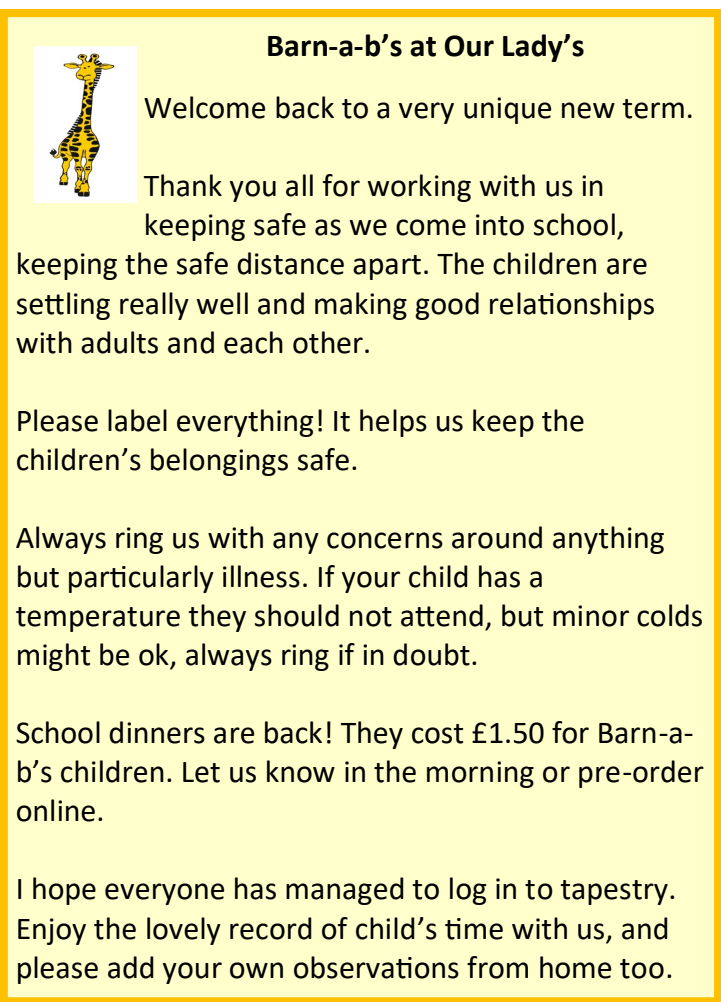 Barn-a-b's at Our Lady's
Welcome back to a very unique new term.
Thank you all for working with us in
keeping safe as we come into school,
keeping the safe distance apart. The children are
settling really well and making good relationships
with adults and each other.
Please label everything! It helps us keep the
children's belongings safe.
Always ring us with any concerns around anything
but particularly illness. If your child has a
temperature they should not attend, but minor colds
might be ok, always ring if in doubt.
School dinners are back! They cost £1.50 for Barn-a-
b's children. Let us know in the morning or pre-order
online.
I hope everyone has managed to log in to tapestry.
Enjoy the lovely record of child's time with us, and
please add your own observations from home too.